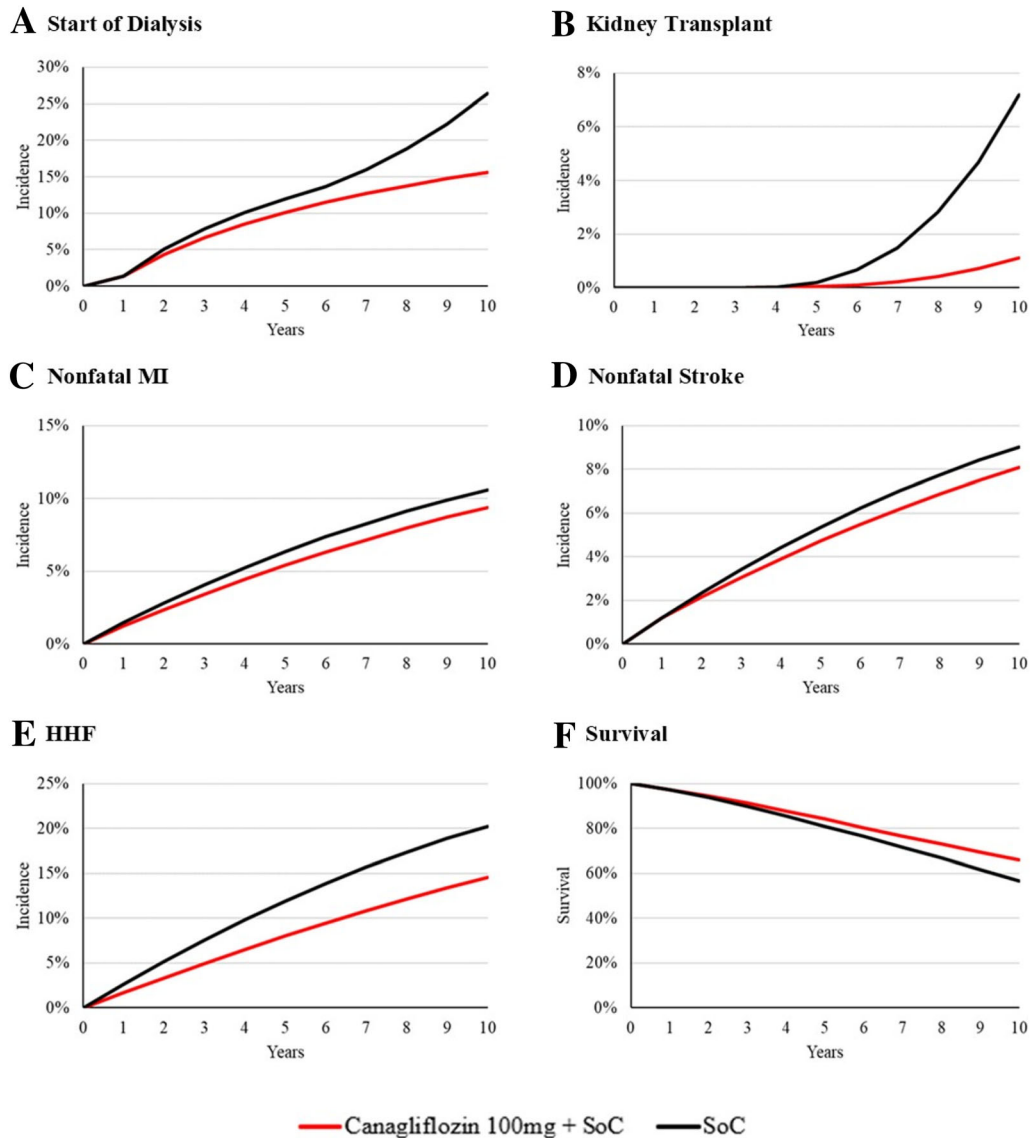 A Start of Dialysis
30%
25%
20%
15%
10%
5%
0%
Incidence
0 1 2 3 4 5 6 7 8 9 10
Years
B Kidney Transplant
8%
6%
4%
2%
0%
Incidence
0 1 2 3 4 5 6 7 8 9 10
Years
C Nonfatal MI
15%
10%
5%
0%
Incidence
0 1 2 3 4 5 6 7 8 9 10
Years
D Nonfatal Stroke
10%
8%
6%
4%
2%
0%
Incidence
0 1 2 3 4 5 6 7 8 9 10
Years
E HHF
25%
20%
15%
10%
5%
0%
Incidence
0 1 2 3 4 5 6 7 8 9 10
Years
F Survival
100%
80%
60%
40%
20%
0%
Survival
0 1 2 3 4 5 6 7 8 9 10
Years
Canagliflozin 100mg + SoC SoC